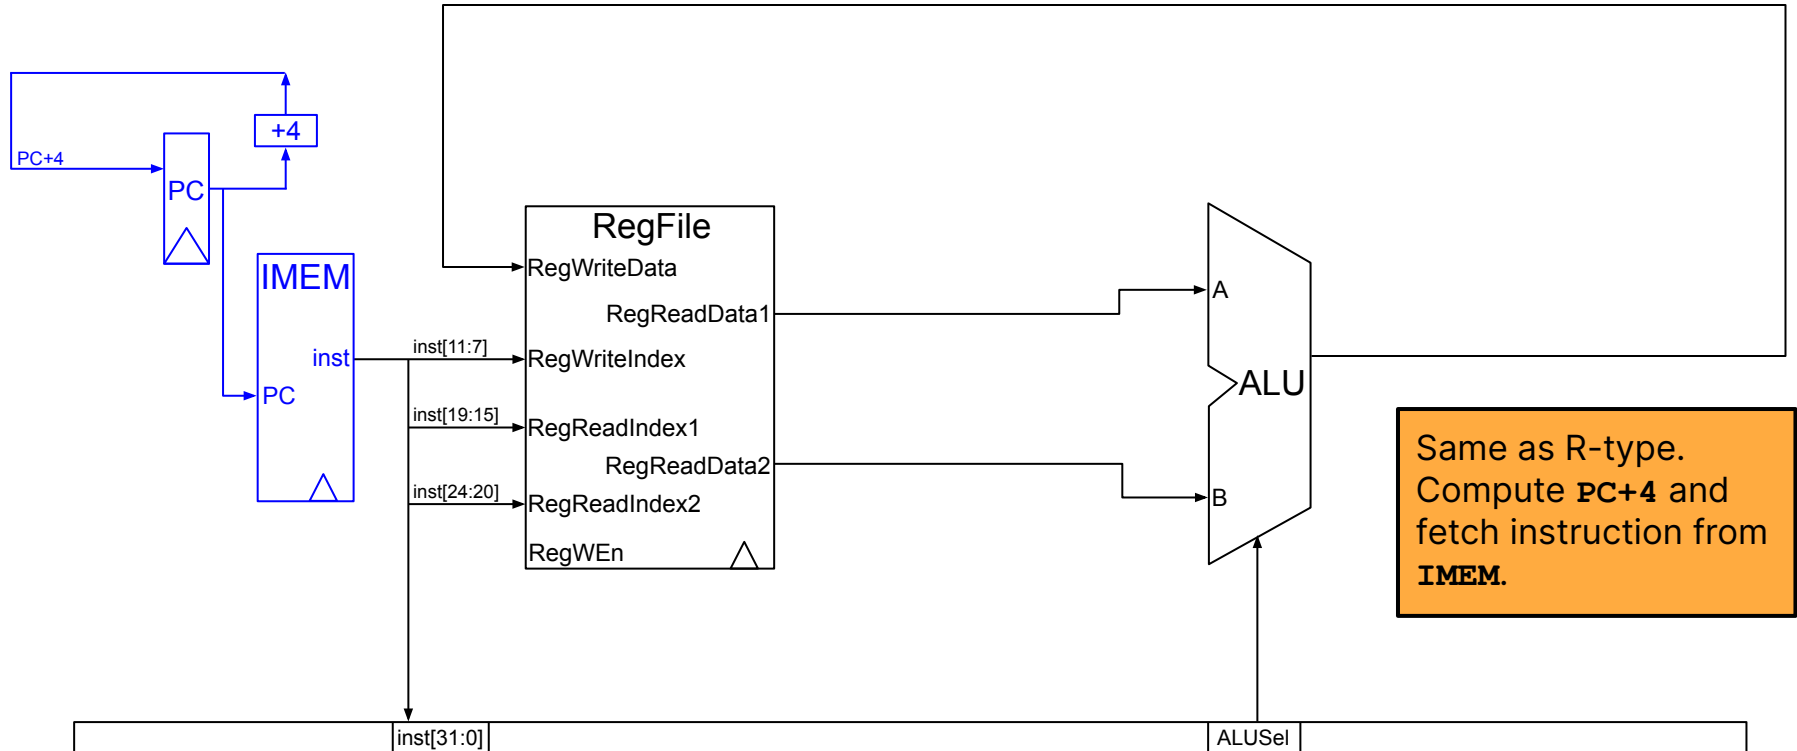 +4
PC+4
PC
IMEM
inst
PC
inst[11:7]
inst[19:15]
inst[24:20]
RegFile
RegWriteData
RegReadData1
RegWriteIndex
RegReadIndex1
RegReadData2
RegReadIndex2
RegWEn
A
ALU
B
Same as R-type.
Compute PC+4 and
fetch instruction from
IMEM.
inst[31:0]
ALUSel